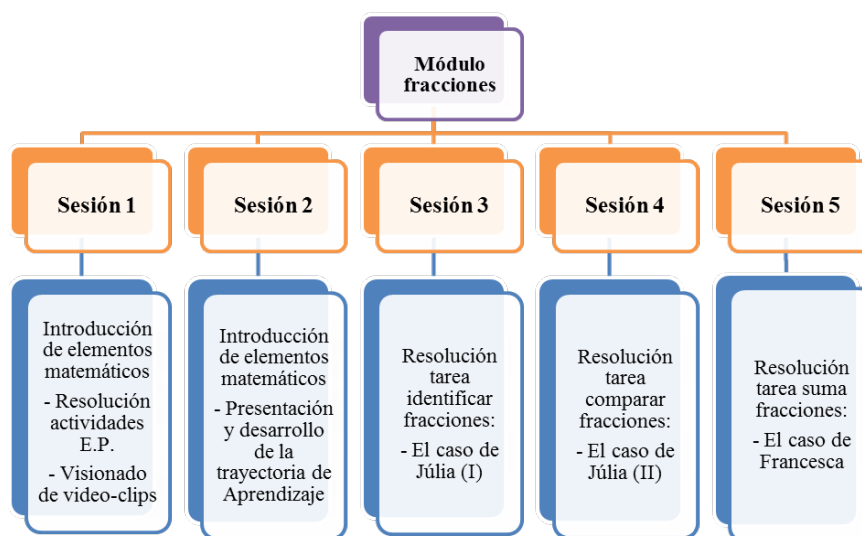 Módulo
fracciones
Sesión 1
Sesión 2
Sesión 3
Sesión 4
Sesión 5
Introducción
de elementos
matemáticos
- Resolución
actividades
E.P.
- Visionado
de video-clips
Introducción
de elementos
matemáticos
- Presentación
y desarrollo
de la
trayectoria de
Aprendizaje
Resolución
tarea
identificar
fracciones:
- El caso de
Júlia (I)
Resolución
tarea
comparar
fracciones:
- El caso de
Júlia (II)
Resolución
tarea suma
fracciones:
- El caso de
Francesca